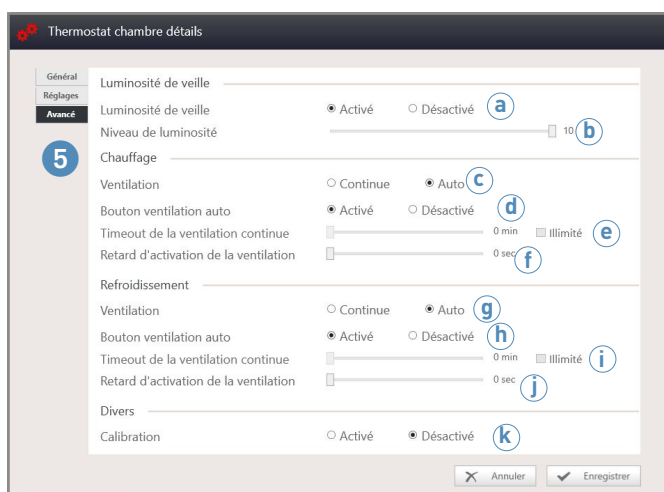 Thermostat chambre détails
Général
Réglages
Avancé
5
Luminosité de veille
Luminosité de veille Activé Désactivé a
Niveau de luminosité 10 b
Chauffage
Ventilation Continue Auto c
Bouton ventilation auto Activé Désactivé d
Timeout de la ventilation continue 0 min Illimité e
Retard d'activation de la ventilation 0 sec f
Refroidissement
Ventilation Continue Auto g
Bouton ventilation auto Activé Désactivé h
Timeout de la ventilation continue 0 min Illimité i
Retard d'activation de la ventilation 0 sec j
Divers
Calibration Activé Désactivé k
Annuler Enregistrer